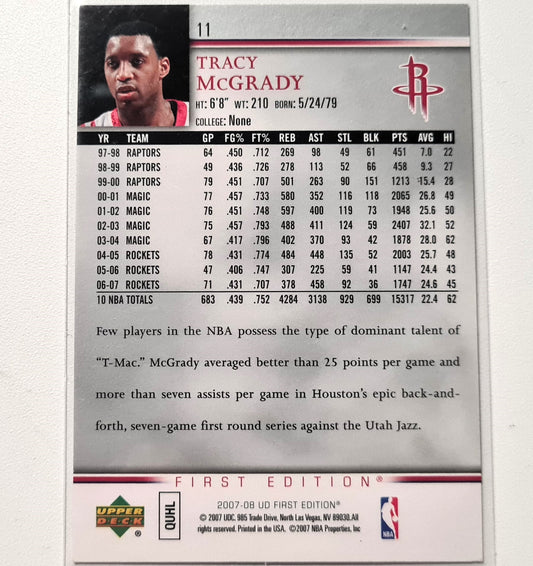 11
TRACY
McGRADY
HT: 6'8" WT: 210 BORN: 5/24/79
COLLEGE: None
R
YR TEAM GP FG% FT% REB AST STL BLK PTS AVG HI
97-98 RAPTORS 64 .450 .712 269 98 49 61 451 7.0 22
98-99 RAPTORS 49 .436 .726 278 113 52 66 458 9.3 27
99-00 RAPTORS 79 .451 .707 501 263 90 151 1213 15.4 28
00-01 MAGIC 77 .457 .733 580 352 116 118 2065 26.8 49
01-02 MAGIC 76 .451 .748 597 400 119 73 1948 25.6 50
02-03 MAGIC 75 .457 .793 488 411 124 59 2407 32.1 52
03-04 MAGIC 67 .417 .796 402 370 93 42 1878 28.0 62
04-05 ROCKETS 78 .431 .774 484 448 135 52 2003 25.7 48
05-06 ROCKETS 47 .406 .747 307 225 59 41 1147 24.4 43
06-07 ROCKETS 71 .431 .707 378 458 92 36 1747 24.6 45
10 NBA TOTALS 683 .439 .752 4284 3138 929 699 15317 22.4 62
Few players in the NBA possess the type of dominant talent of
"T-Mac." McGrady averaged better than 25 points per game and
more than seven assists per game in Houston's epic back-and-
forth, seven-game first round series against the Utah Jazz.
FIRST EDITION®
UPPER
DECK
QUHL
2007-08 UD FIRST EDITION®
© 2007 UDC. 985 Trade Drive, North Las Vegas, NV 89030. All
rights reserved. Printed in the USA. ©2007 NBA Properties, Inc
NBA